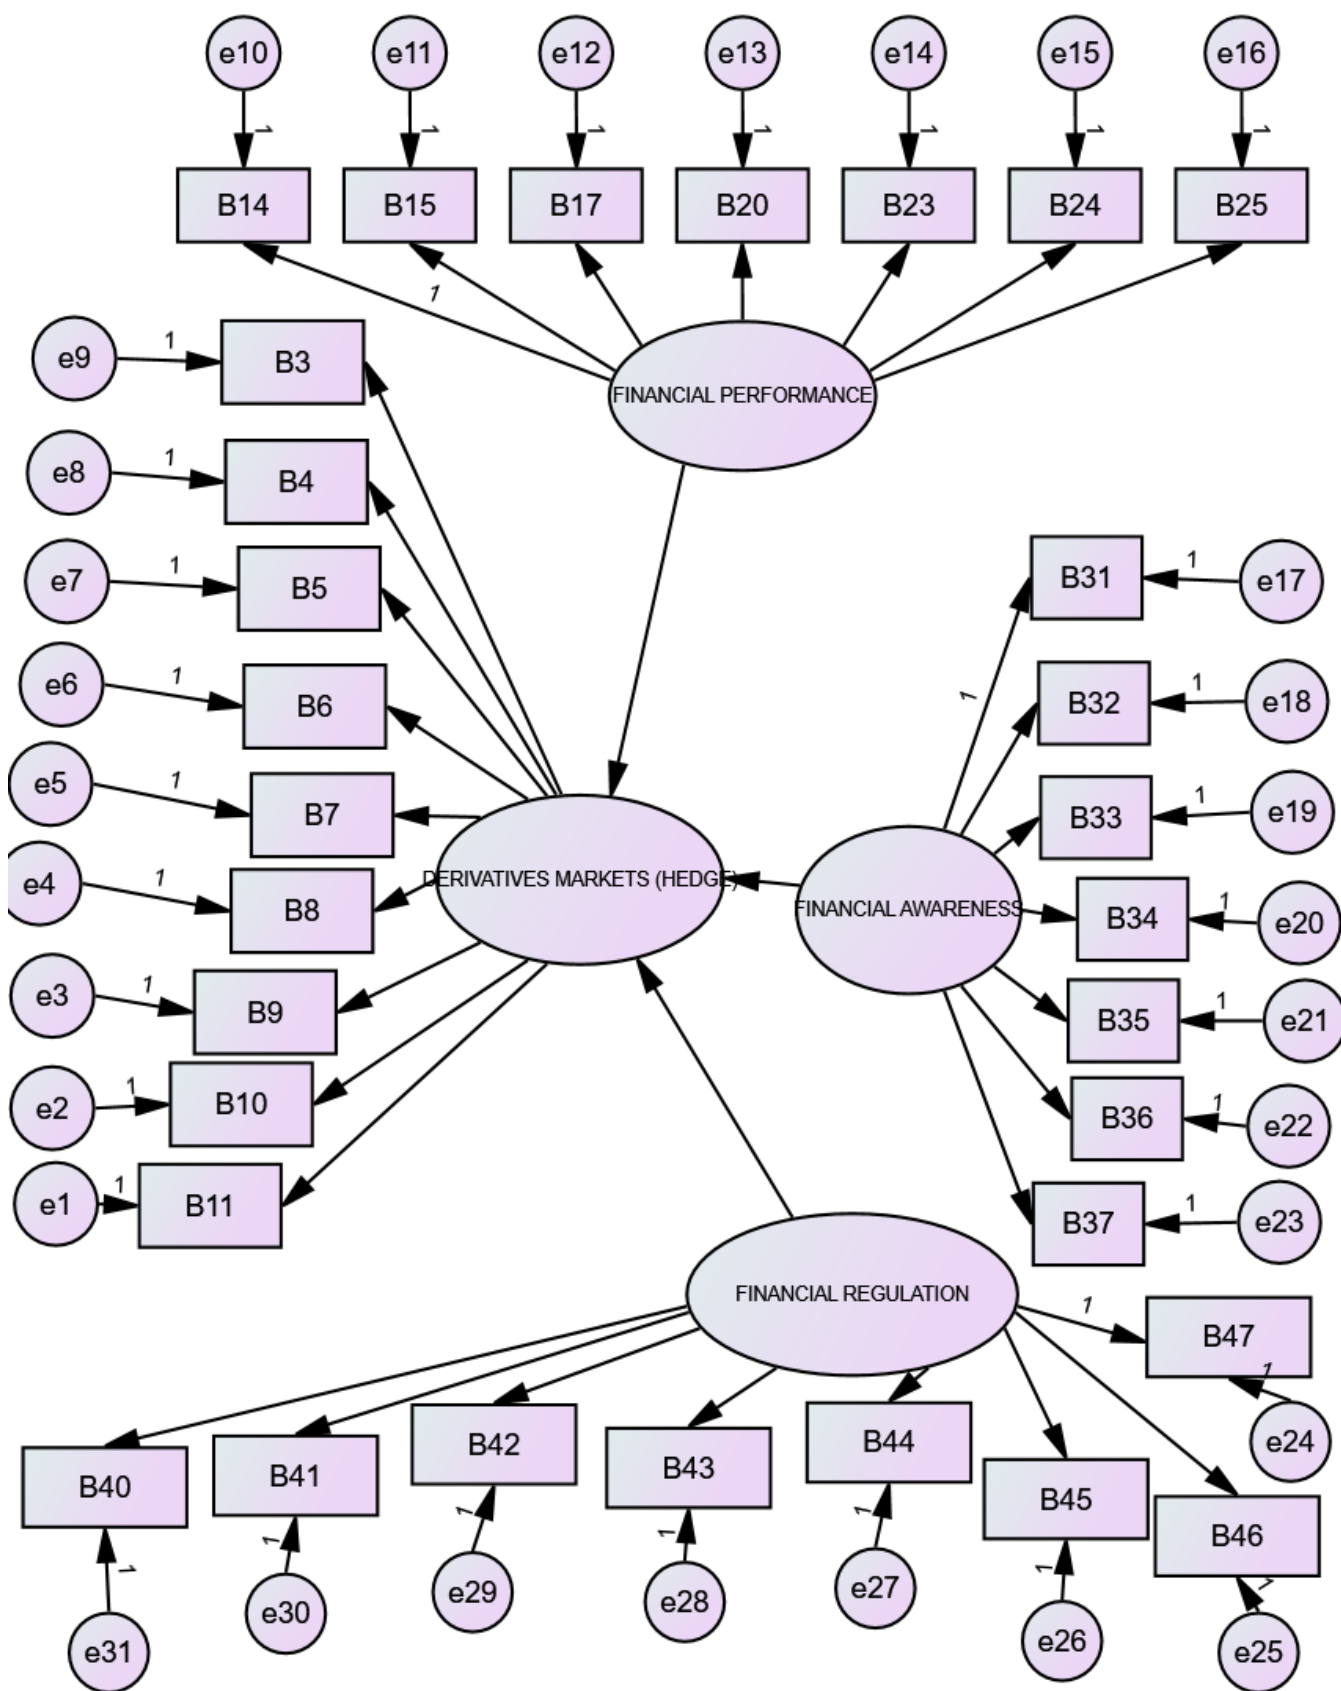 e10 e11 e12 e13 e14 e15 e16
1 1 1 1 1 1 1
B14 B15 B17 B20 B23 B24 B25
1
FINANCIAL PERFORMANCE
e9 1 B3
e8 1 B4
e7 1 B5
e6 1 B6
e5 1 B7
e4 1 B8
e3 1 B9
e2 1 B10
e1 1 B11
DERIVATIVES MARKETS (HEDGE)
FINANCIAL AWARENESS
1
B31 1 e17
B32 1 e18
B33 1 e19
B34 1 e20
B35 1 e21
B36 1 e22
B37 1 e23
FINANCIAL REGULATION
1
B47
1
e24
B40 B41 B42 B43 B44 B45 B46
1 1 1 1 1 1 1
e31 e30 e29 e28 e27 e26 e25